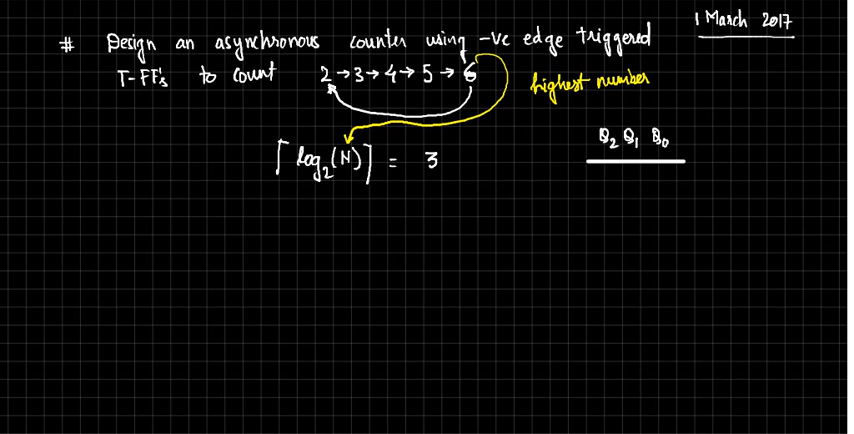 1 March 2017
# Design an asynchronous counter using -ve edge triggered
T-FF's to count 2→3→4→5→6
highest number
⌈log₂(N)⌉ = 3
Q₂ Q₁ Q₀